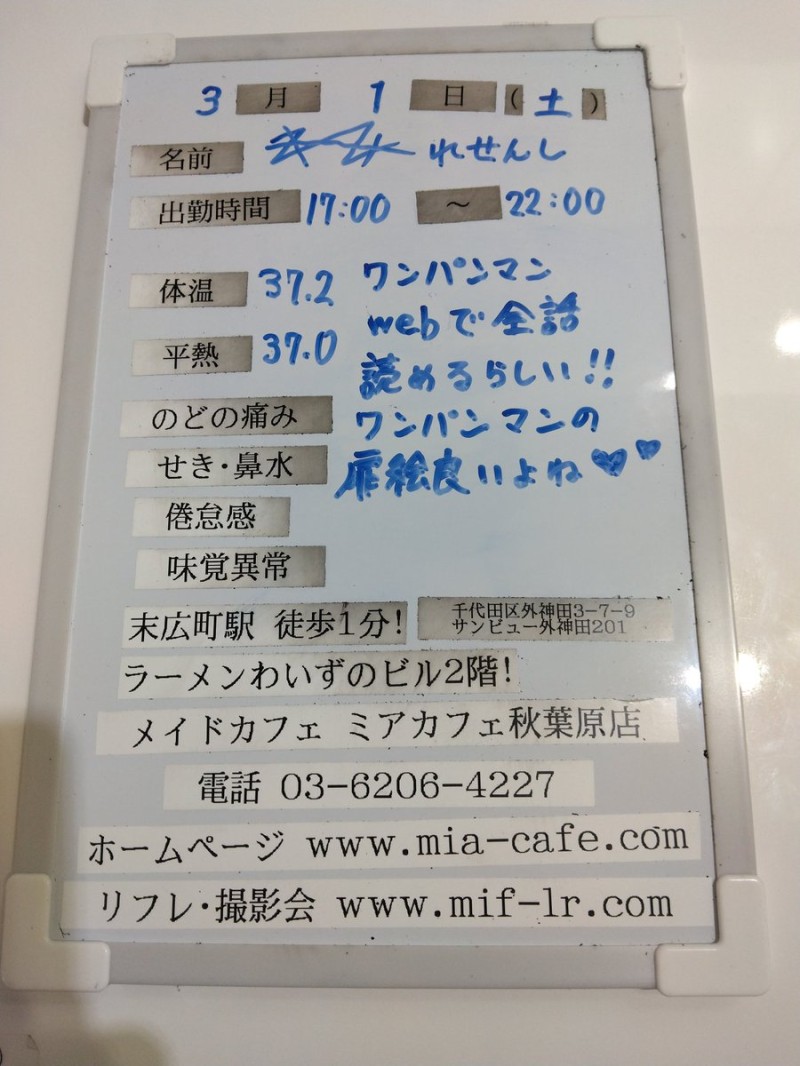 3月1日(土)
名前 れせんし
出勤時間 17:00 ～ 22:00
体温 37.2
平熱 37.0
ワンパンマン
webで全話
読めるらしい!!
ワンパンマンの
扉絵良いよね♥♥
のどの痛み
せき・鼻水
倦怠感
味覚異常
末広町駅 徒歩1分!
千代田区外神田3-7-9
サンビュー外神田201
ラーメンわいずのビル2階!
メイドカフェ ミアカフェ秋葉原店
電話 03-6206-4227
ホームページ www.mia-cafe.com
リフレ・撮影会 www.mif-lr.com